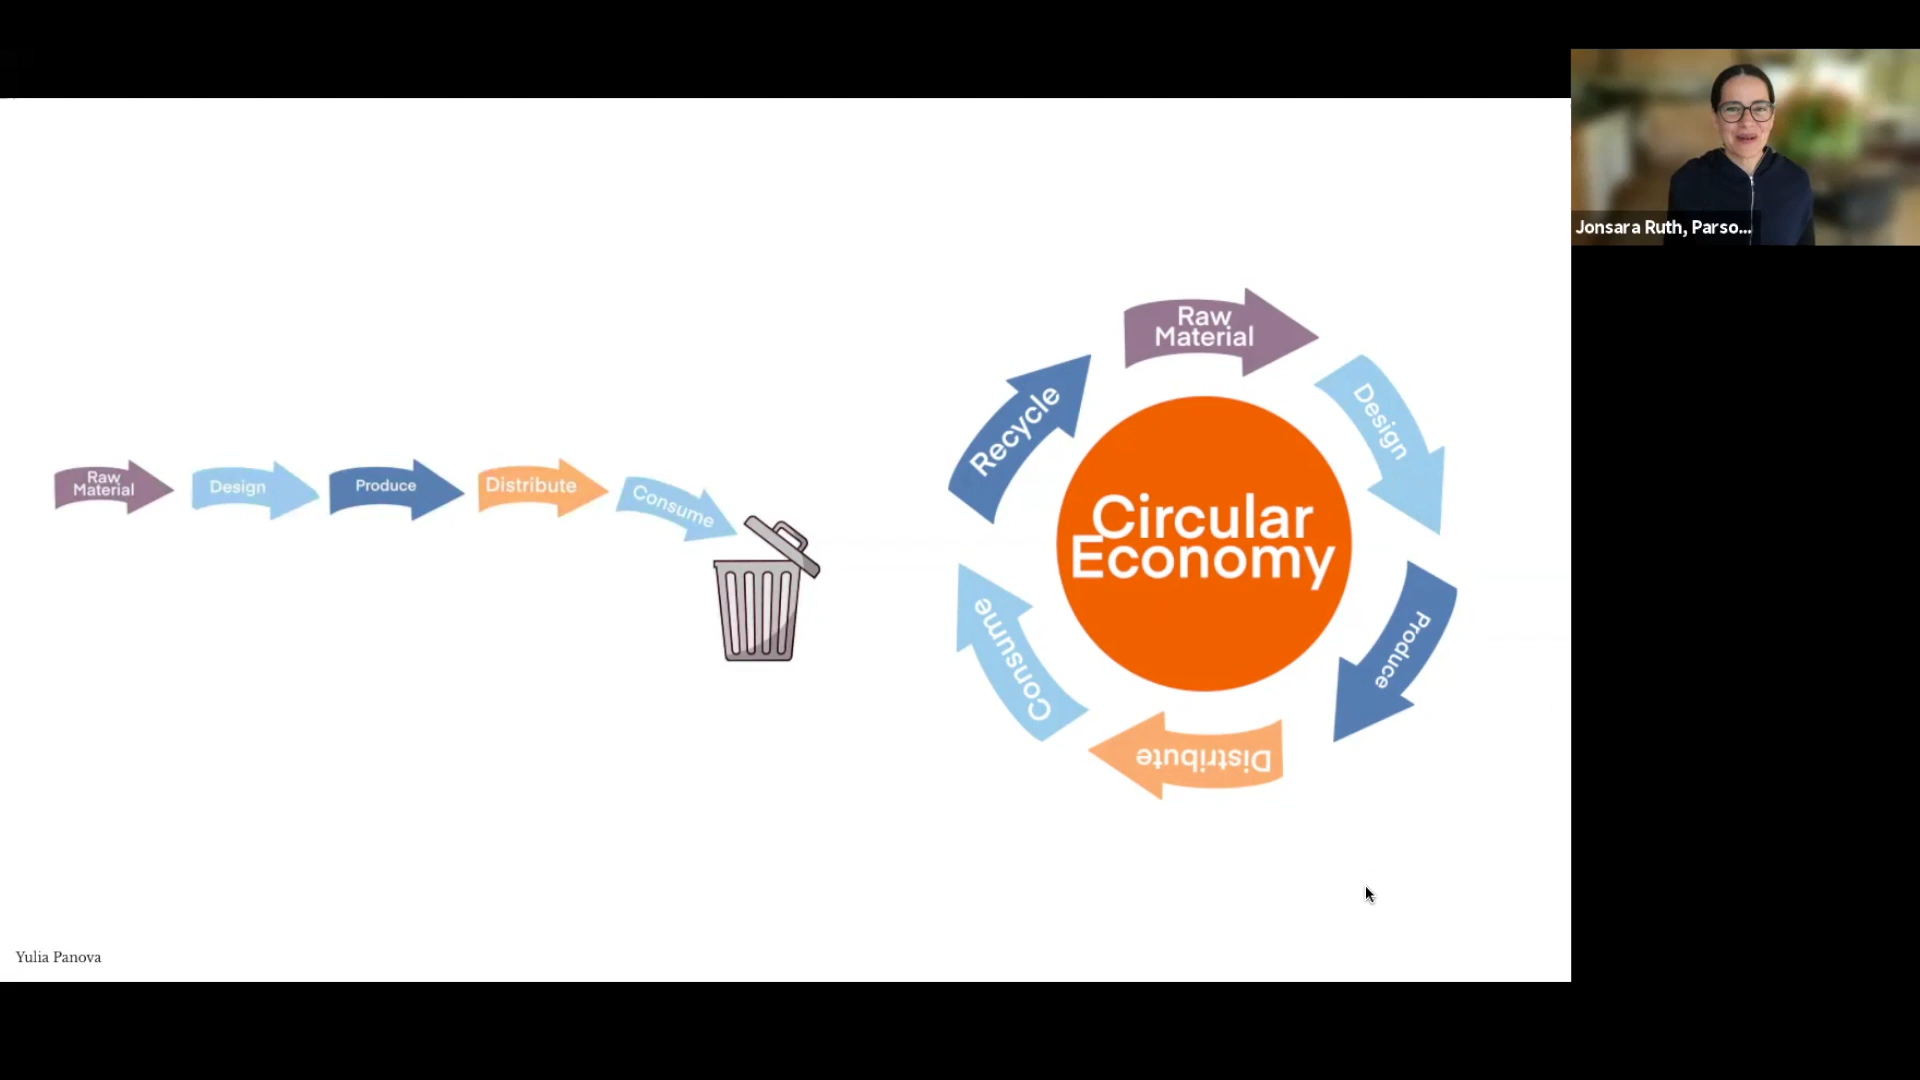 Raw
Material
Design
Produce
Distribute
Consume
Raw
Material
Design
Produce
Distribute
Consume
Recycle
Circular
Economy
Yulia Panova
Jonsara Ruth, Parso...